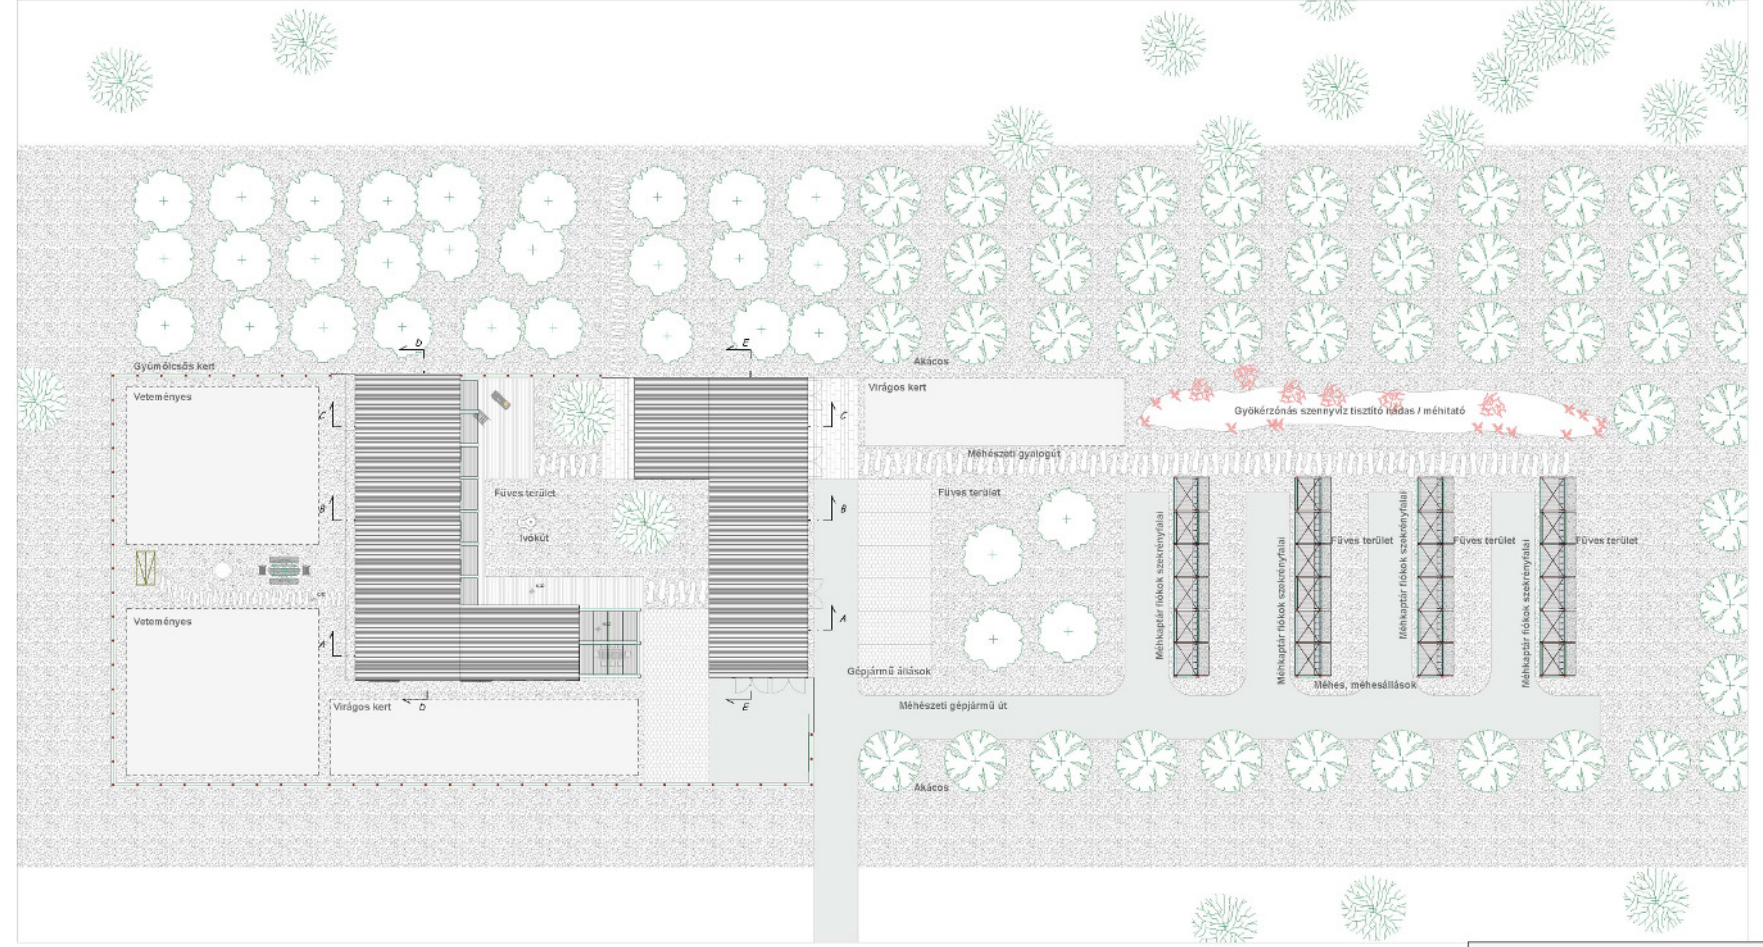 D
E
Akácos
Gyümölcsös kert
Virágos kert
Veteményes
C
C
Gyökérzónás szennyvíz tisztító nádas / méhitató
Méhészeti gyalogút
Füves terület
Füves terület
B
B
Ivókút
Méhkaptár fiókok szekrényfalai
Méhkaptár fiókok szekrényfalai
Méhkaptár fiókok szekrényfalai
Méhkaptár fiókok szekrényfalai
Füves terület
Füves terület
Füves terület
Veteményes
A
A
Gépjármű állások
Méhes, méhesállások
Virágos kert
D
E
Méhészeti gépjármű út
Akácos